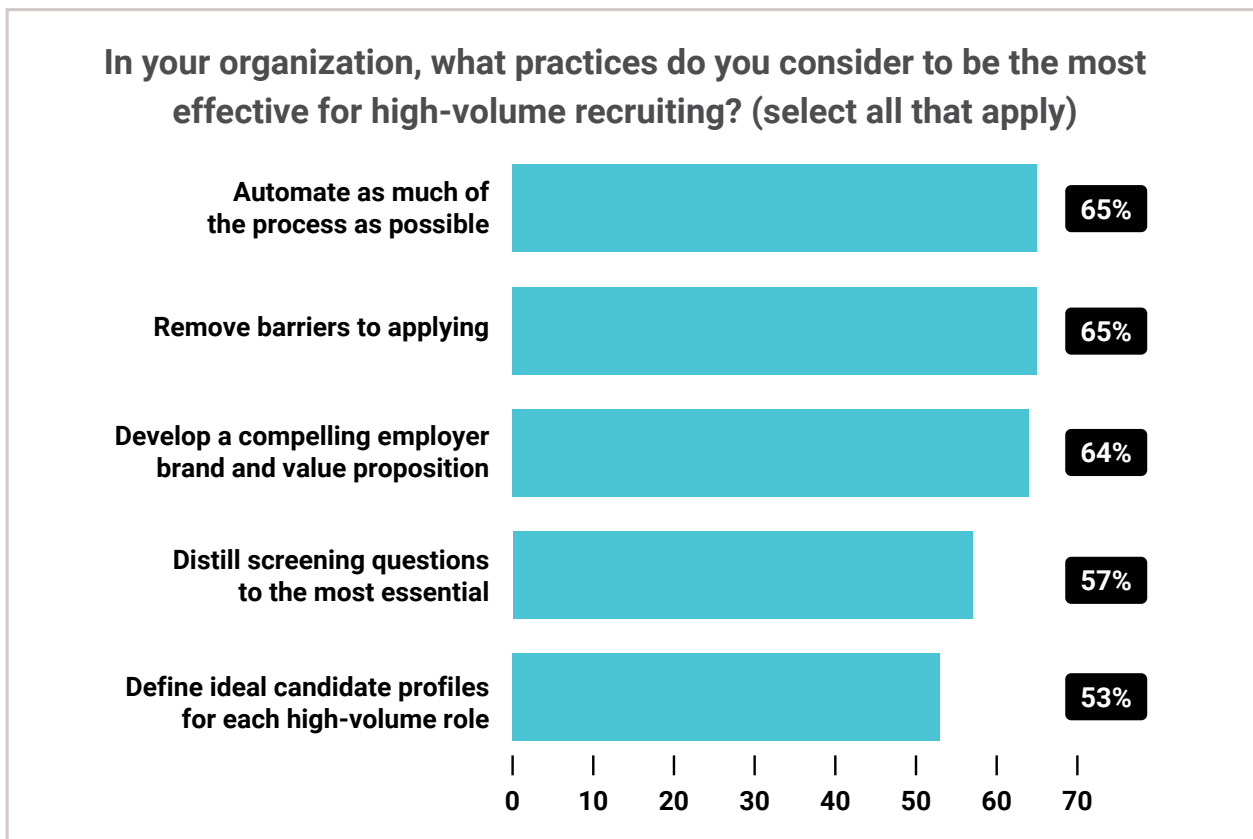 In your organization, what practices do you consider to be the most
effective for high-volume recruiting? (select all that apply)
Automate as much of
the process as possible
65%
Remove barriers to applying
65%
Develop a compelling employer
brand and value proposition
64%
Distill screening questions
to the most essential
57%
Define ideal candidate profiles
for each high-volume role
53%
0 10 20 30 40 50 60 70